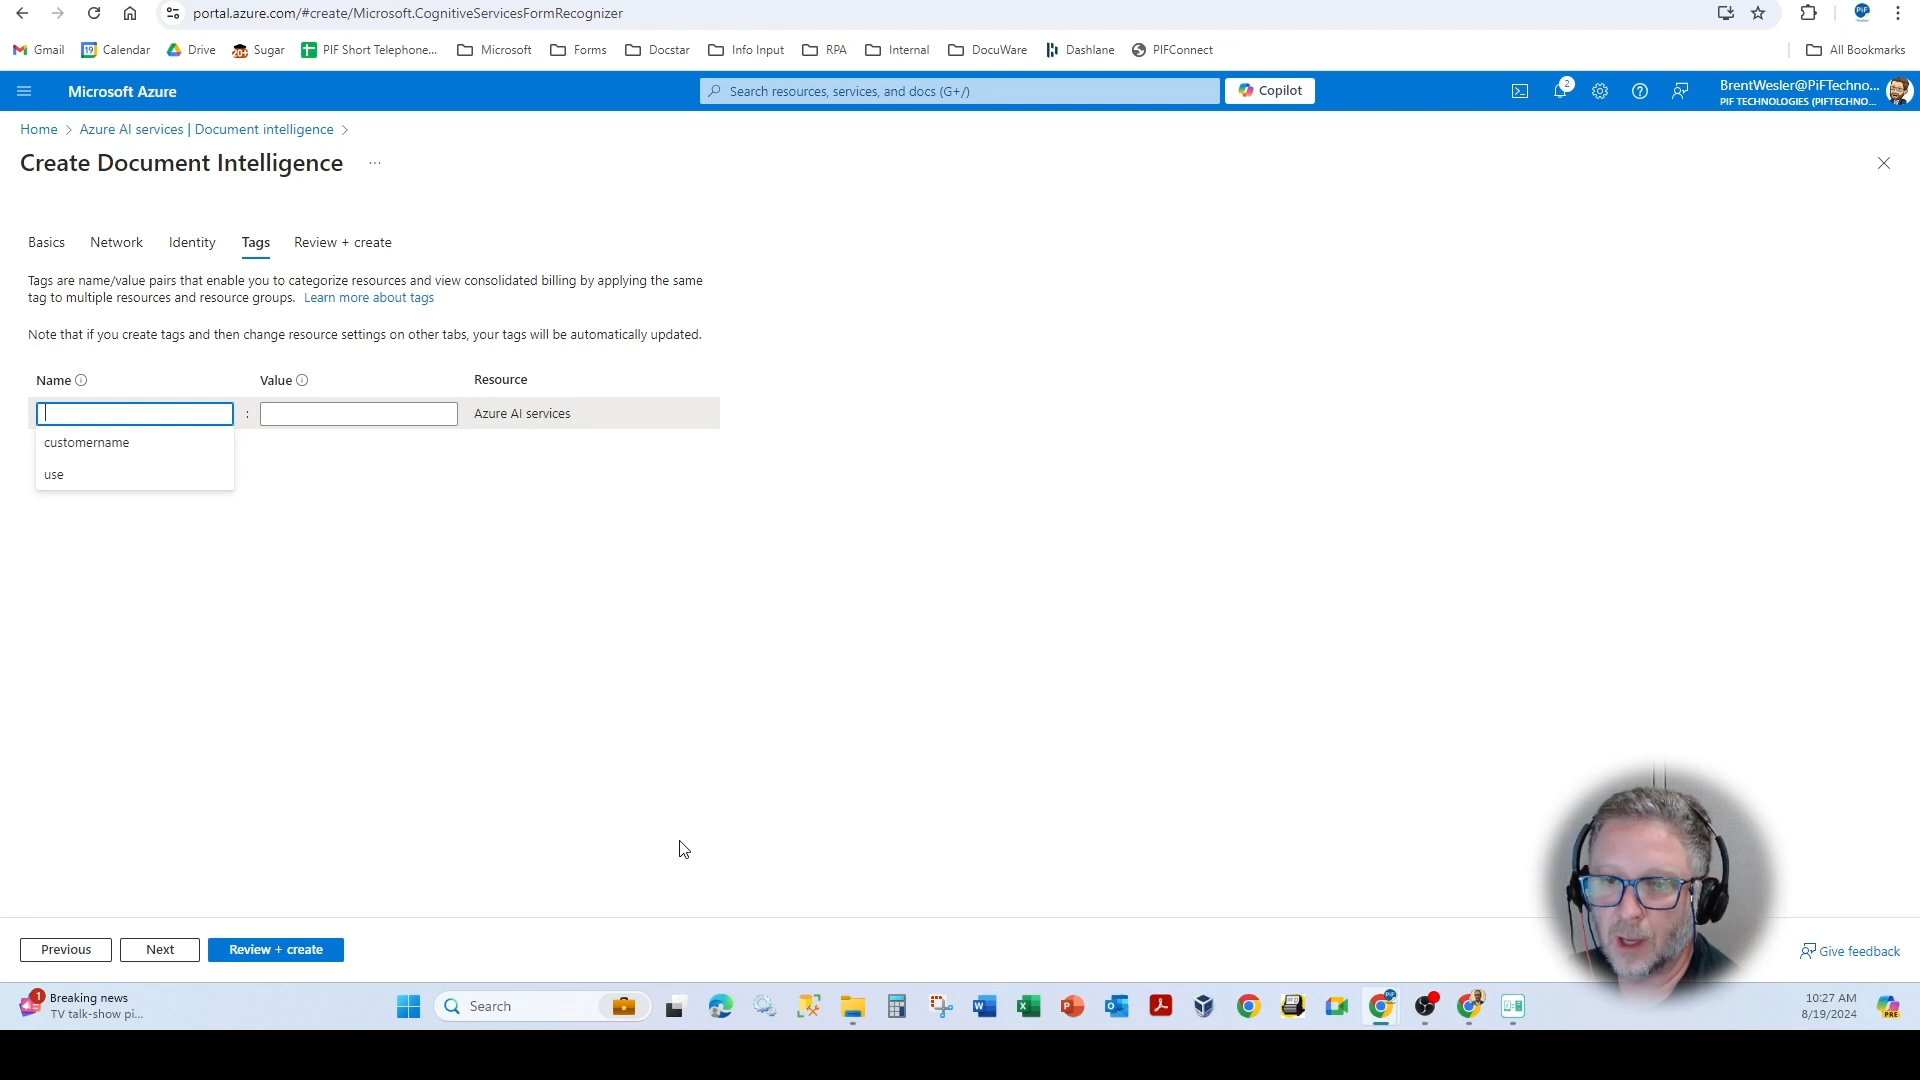 portal.azure.com/#create/Microsoft.CognitiveServicesFormRecognizer
Gmail
19 Calendar
Drive
20+ Sugar
PIF Short Telephone...
Microsoft
Forms
Docstar
Info Input
RPA
Internal
DocuWare
Dashlane
PIFConnect
All Bookmarks
Microsoft Azure
Search resources, services, and docs (G+/)
Copilot
2
BrentWesler@PiFTechno...
PIF TECHNOLOGIES (PIFTECHNO...
Home > Azure AI services | Document intelligence >
Create Document Intelligence ...
Basics Network Identity Tags Review + create
Tags are name/value pairs that enable you to categorize resources and view consolidated billing by applying the same
tag to multiple resources and resource groups. Learn more about tags
Note that if you create tags and then change resource settings on other tabs, your tags will be automatically updated.
Name Value Resource
: Azure AI services
customername
use
Previous Next Review + create
Give feedback
1 Breaking news
TV talk-show pi...
Search
10:27 AM
8/19/2024
PRE